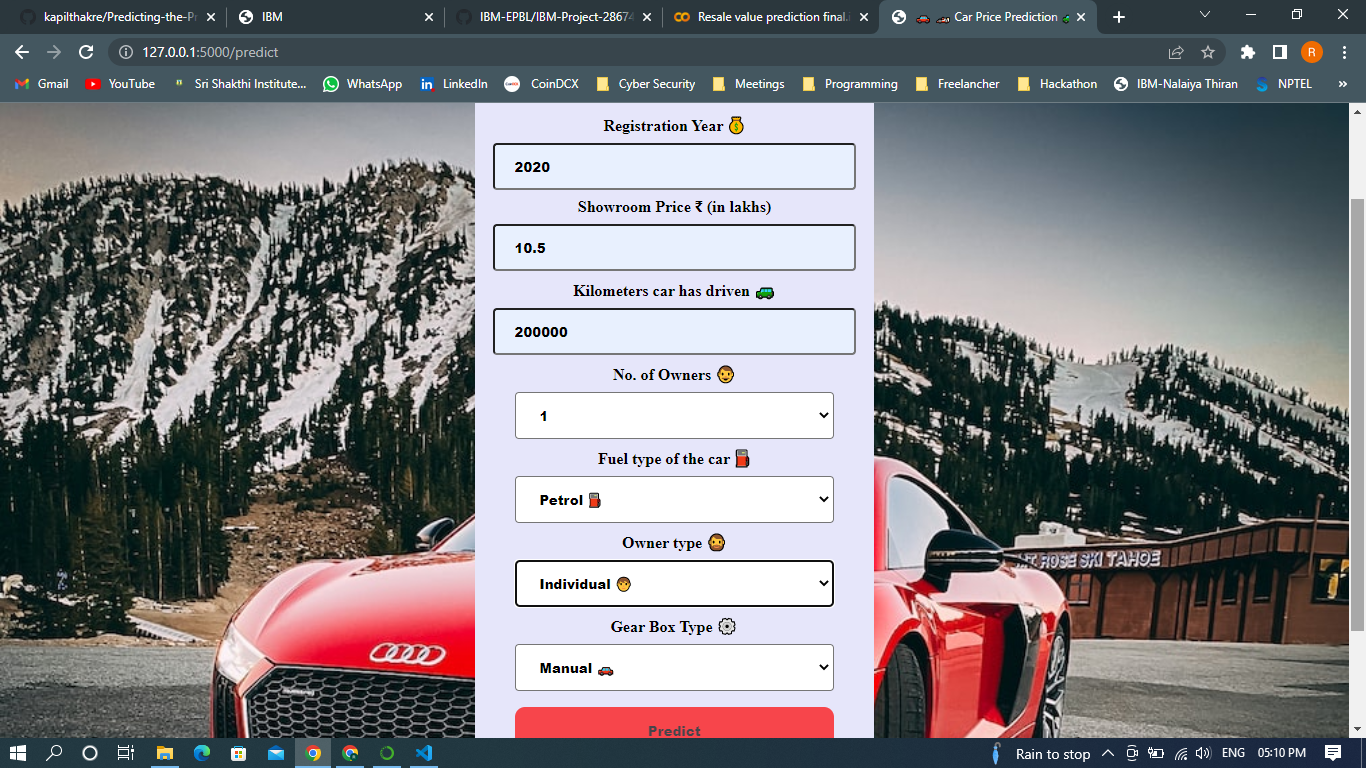 kapilthakre/Predicting-the-Pr
IBM
IBM-EPBL/IBM-Project-28674
Resale value prediction final.i
🚗 🏎 Car Price Prediction
127.0.0.1:5000/predict
R
Gmail
YouTube
Sri Shakthi Institute...
WhatsApp
LinkedIn
CoinDCX
Cyber Security
Meetings
Programming
Freelancher
Hackathon
IBM-Nalaiya Thiran
NPTEL
»
Registration Year 💰
2020
Showroom Price ₹ (in lakhs)
10.5
Kilometers car has driven 🚙
200000
No. of Owners 👨
1
Fuel type of the car ⛽
Petrol ⛽
Owner type 🧔
Individual 👨
Gear Box Type ⚙
Manual 🚗
Predict
MT ROSE SKI TAHOE
Rain to stop
ENG
05:10 PM